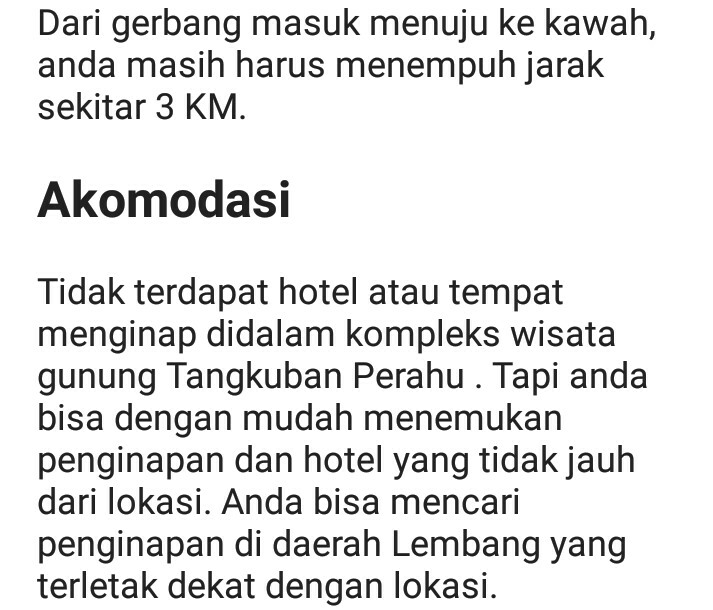 Dari gerbang masuk menuju ke kawah,
anda masih harus menempuh jarak
sekitar 3 KM.
Akomodasi
Tidak terdapat hotel atau tempat
menginap didalam kompleks wisata
gunung Tangkuban Perahu . Tapi anda
bisa dengan mudah menemukan
penginapan dan hotel yang tidak jauh
dari lokasi. Anda bisa mencari
penginapan di daerah Lembang yang
terletak dekat dengan lokasi.